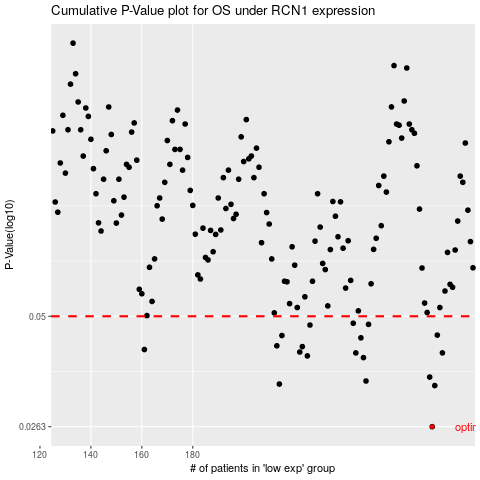 Cumulative P-Value plot for OS under RCN1 expression
P-Value(log10)
0.05
0.0263
optir
120 140 160 180
# of patients in 'low exp' group